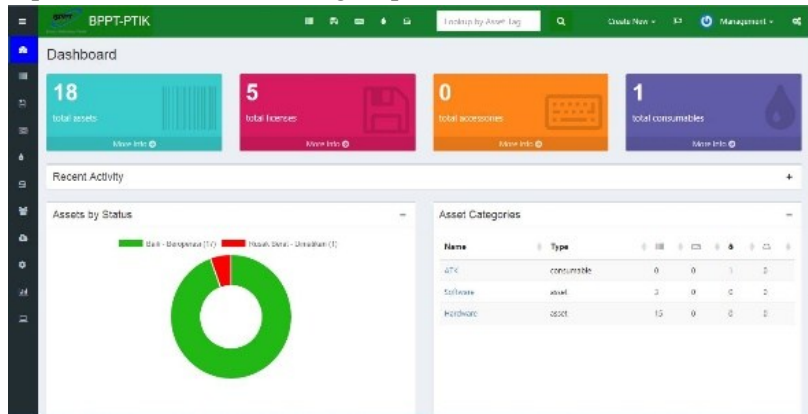 BPPT-PTIK
Lookup by Asset Tag
Create New
Management
Dashboard
18
total assets
More Info
5
total licenses
More Info
0
total accessories
More Info
1
total consumables
More Info
Recent Activity
+
Assets by Status
Baik - Beroperasi (17) Rusak Berat - Dimatikan (1)
Asset Categories
Name Type
ATK consumable 0 0 1 0
Software asset 0 0
Hardware asset 15 0 0